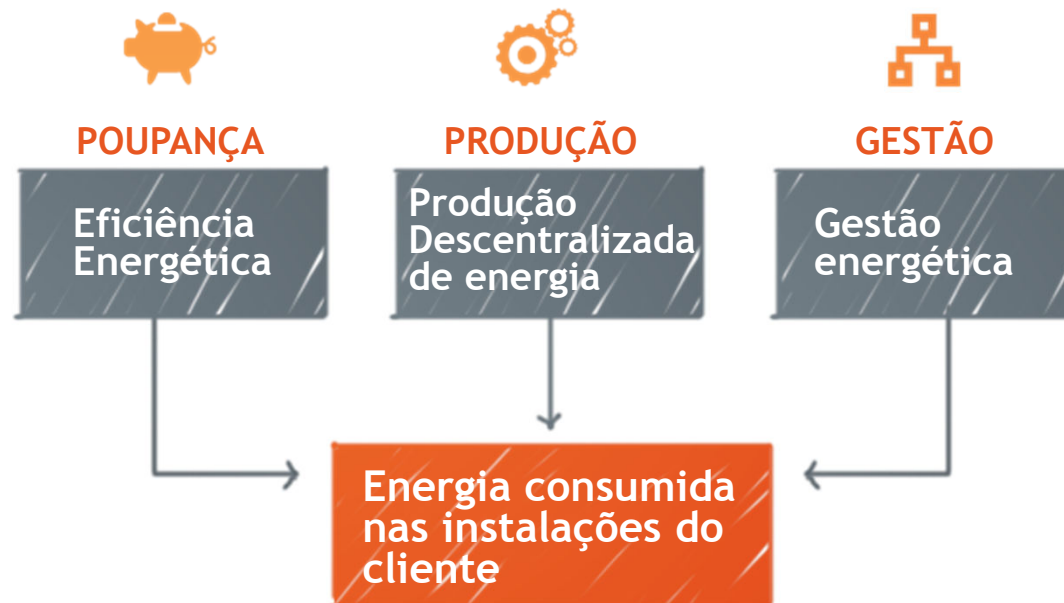 POUPANÇA
Eficiência
Energética
PRODUÇÃO
Produção
Descentralizada
de energia
GESTÃO
Gestão
energética
Energia consumida
nas instalações do
cliente